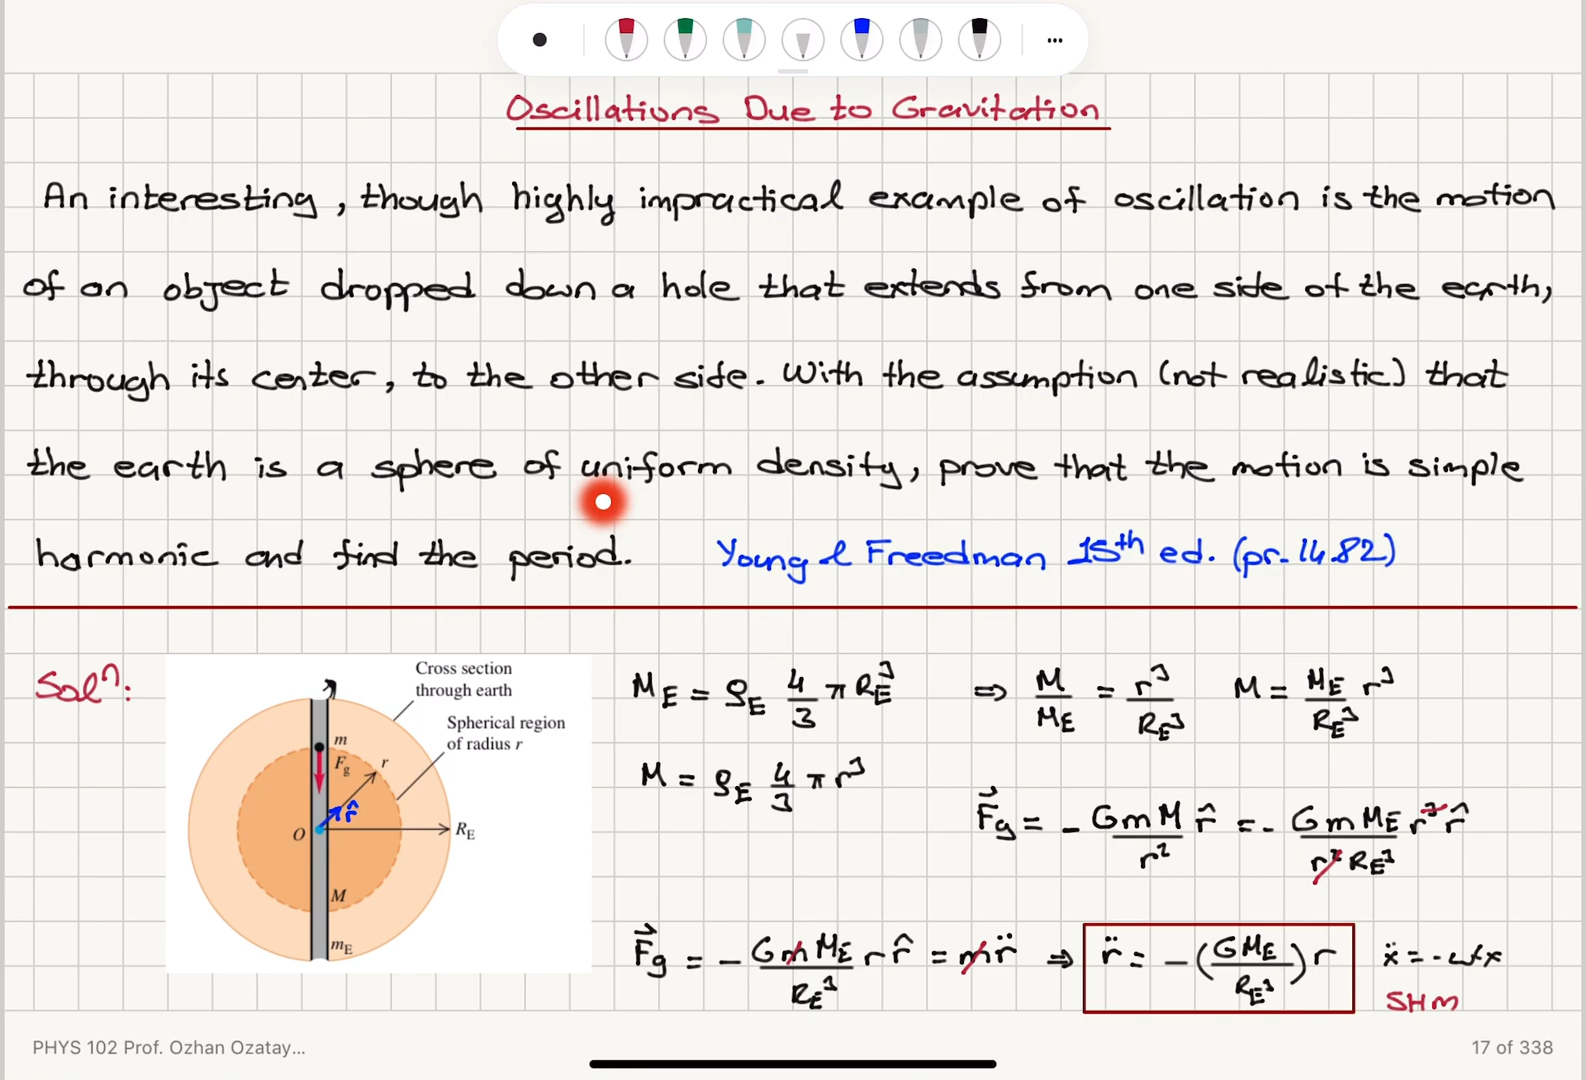 Oscillations Due to Gravitation
An interesting, though highly impractical example of oscillation is the motion
of an object dropped down a hole that extends from one side of the earth,
through its center, to the other side. With the assumption (not realistic) that
the earth is a sphere of uniform density, prove that the motion is simple
harmonic and find the period. Young & Freedman 15th ed. (pr. 14.82)
Solⁿ:
Cross section
through earth
Spherical region
of radius r
m
F_g
r
r̂
O
R_E
M
m_E
M_E = ρ_E 4/3 π R_E³ ⇒ M/M_E = r³/R_E³ M = M_E/R_E³ r³
M = ρ_E 4/3 π r³
F⃗_g = - GmM/r² r̂ = - GmM_E/(r² R_E³) r³ r̂
F⃗_g = - GmM_E/R_E³ r r̂ = m r̈ ⇒ r̈ = -(GM_E/R_E³) r ẍ = -ω²x
SHM
PHYS 102 Prof. Ozhan Ozatay...
17 of 338